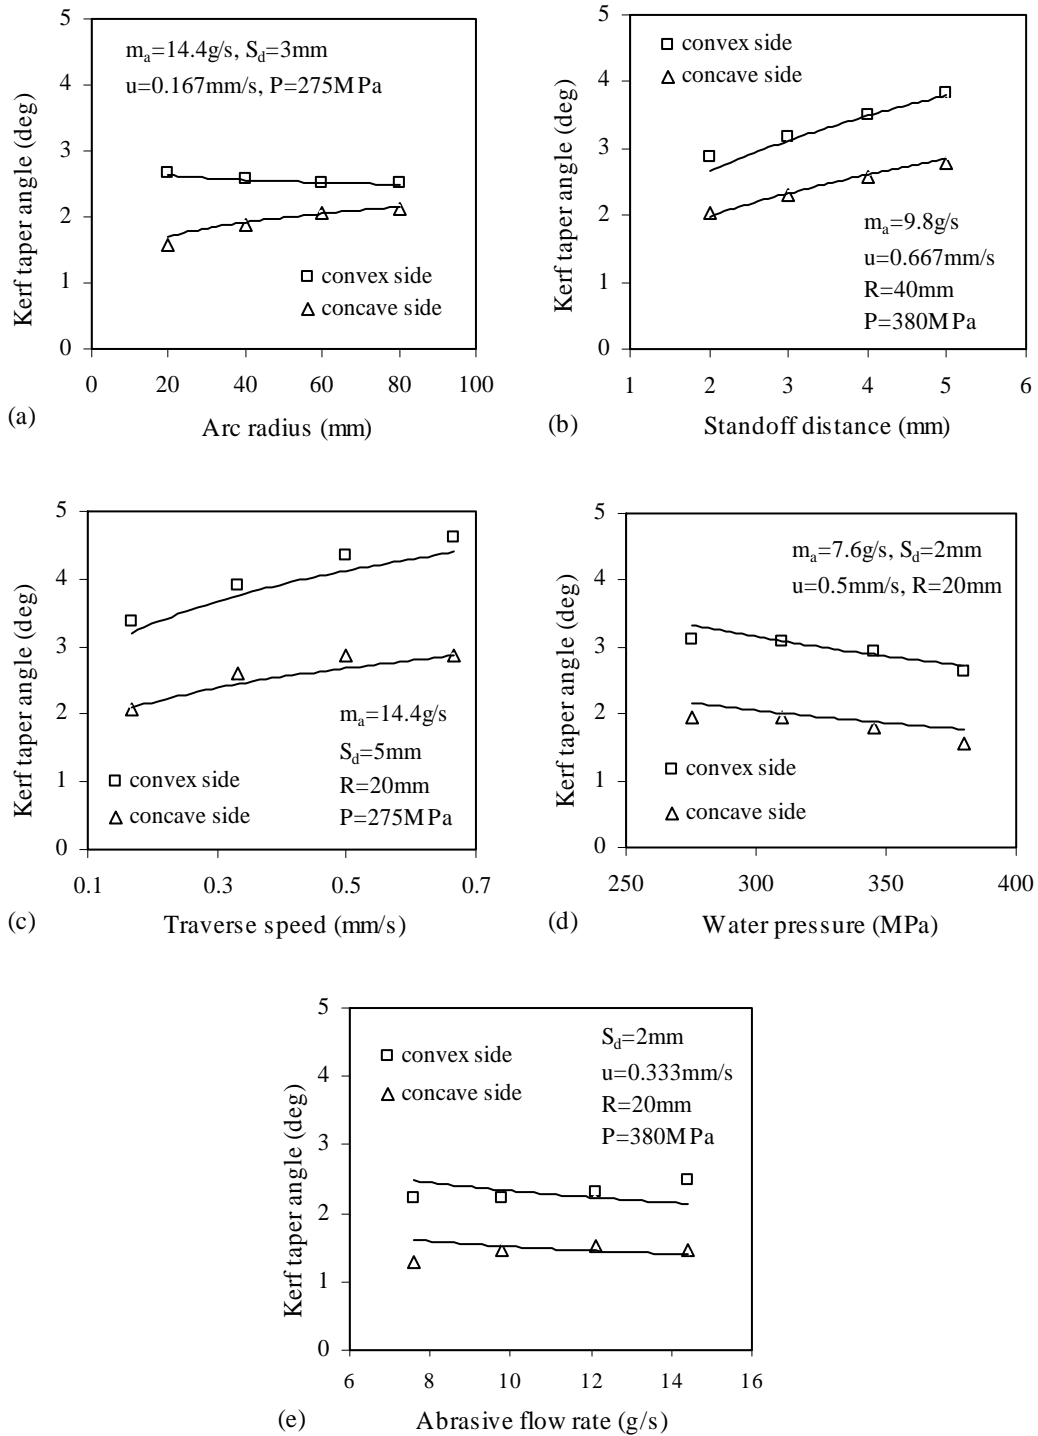 5
4
3
2
1
0
Kerf taper angle (deg)
mₐ=14.4g/s, S_d=3mm
u=0.167mm/s, P=275MPa
convex side
concave side
0 20 40 60 80 100
(a) Arc radius (mm)
5
4
3
2
1
0
Kerf taper angle (deg)
convex side
concave side
mₐ=9.8g/s
u=0.667mm/s
R=40mm
P=380MPa
1 2 3 4 5 6
(b) Standoff distance (mm)
5
4
3
2
1
0
Kerf taper angle (deg)
mₐ=14.4g/s
S_d=5mm
R=20mm
P=275MPa
convex side
concave side
0.1 0.3 0.5 0.7
(c) Traverse speed (mm/s)
5
4
3
2
1
0
Kerf taper angle (deg)
mₐ=7.6g/s, S_d=2mm
u=0.5mm/s, R=20mm
convex side
concave side
250 300 350 400
(d) Water pressure (MPa)
5
4
3
2
1
0
Kerf taper angle (deg)
convex side
concave side
S_d=2mm
u=0.333mm/s
R=20mm
P=380MPa
6 8 10 12 14 16
(e) Abrasive flow rate (g/s)